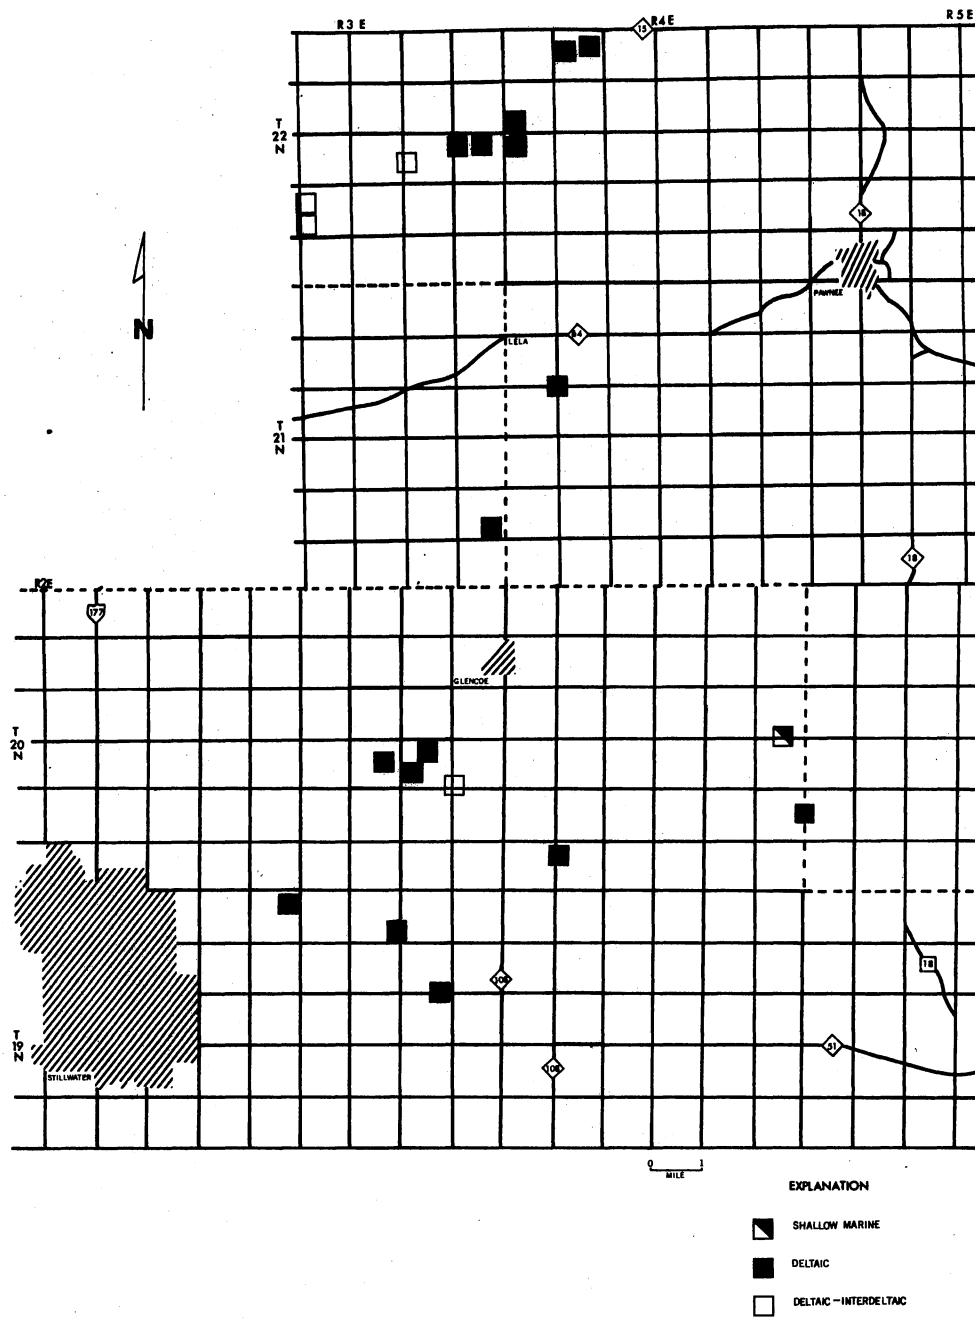 R3E
15
R4E
R5E
T
22
N
18
PAWNEE
64
LELA
N
T
21
N
18
R2E
177
GLENCOE
T
20
N
18
108
T
19
N
51
108
STILLWATER
0 1
MILE
EXPLANATION
SHALLOW MARINE
DELTAIC
DELTAIC-INTERDELTAIC